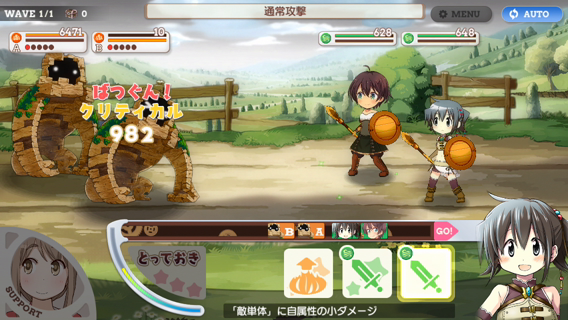 WAVE 1/1 0
通常攻撃
MENU
AUTO
6471
A
10
B
628
648
ばつぐん！
クリティカル
982
B A GO!
とっておき
SUPPORT
「敵単体」に自属性の小ダメージ